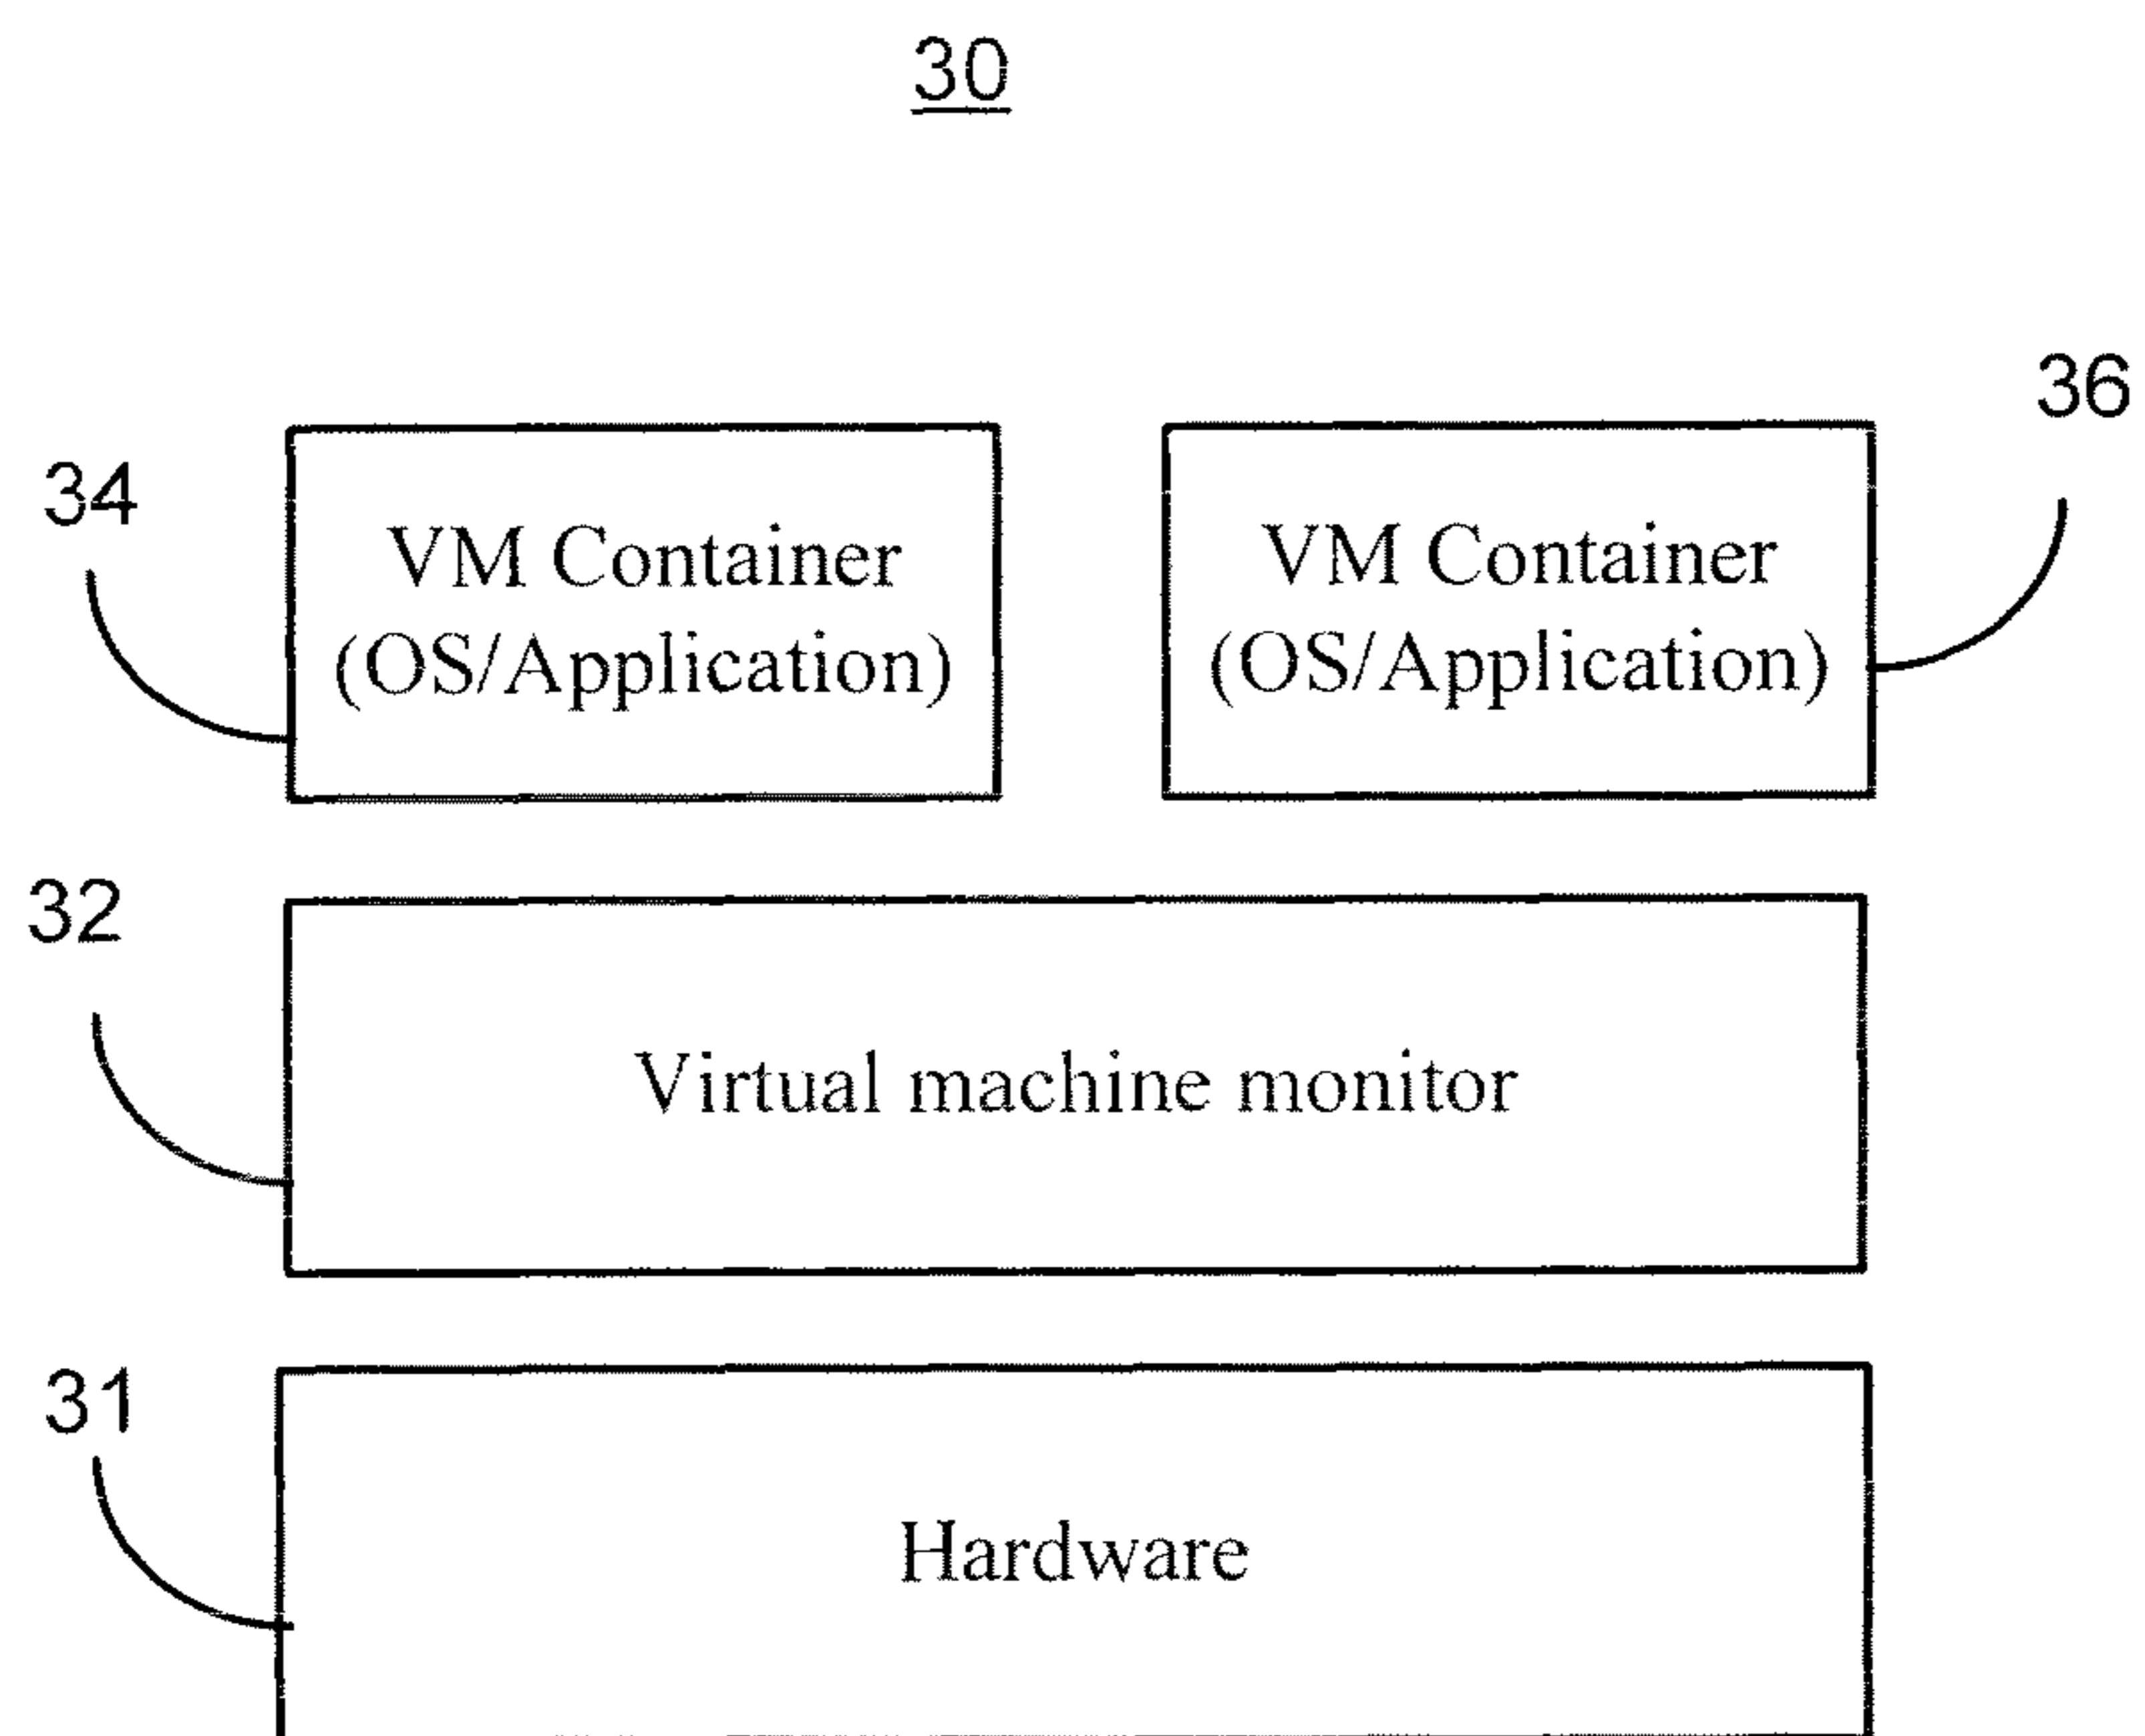 30
36
34
VM Container
(OS/Application)
VM Container
(OS/Application)
32
Virtual machine monitor
31
Hardware